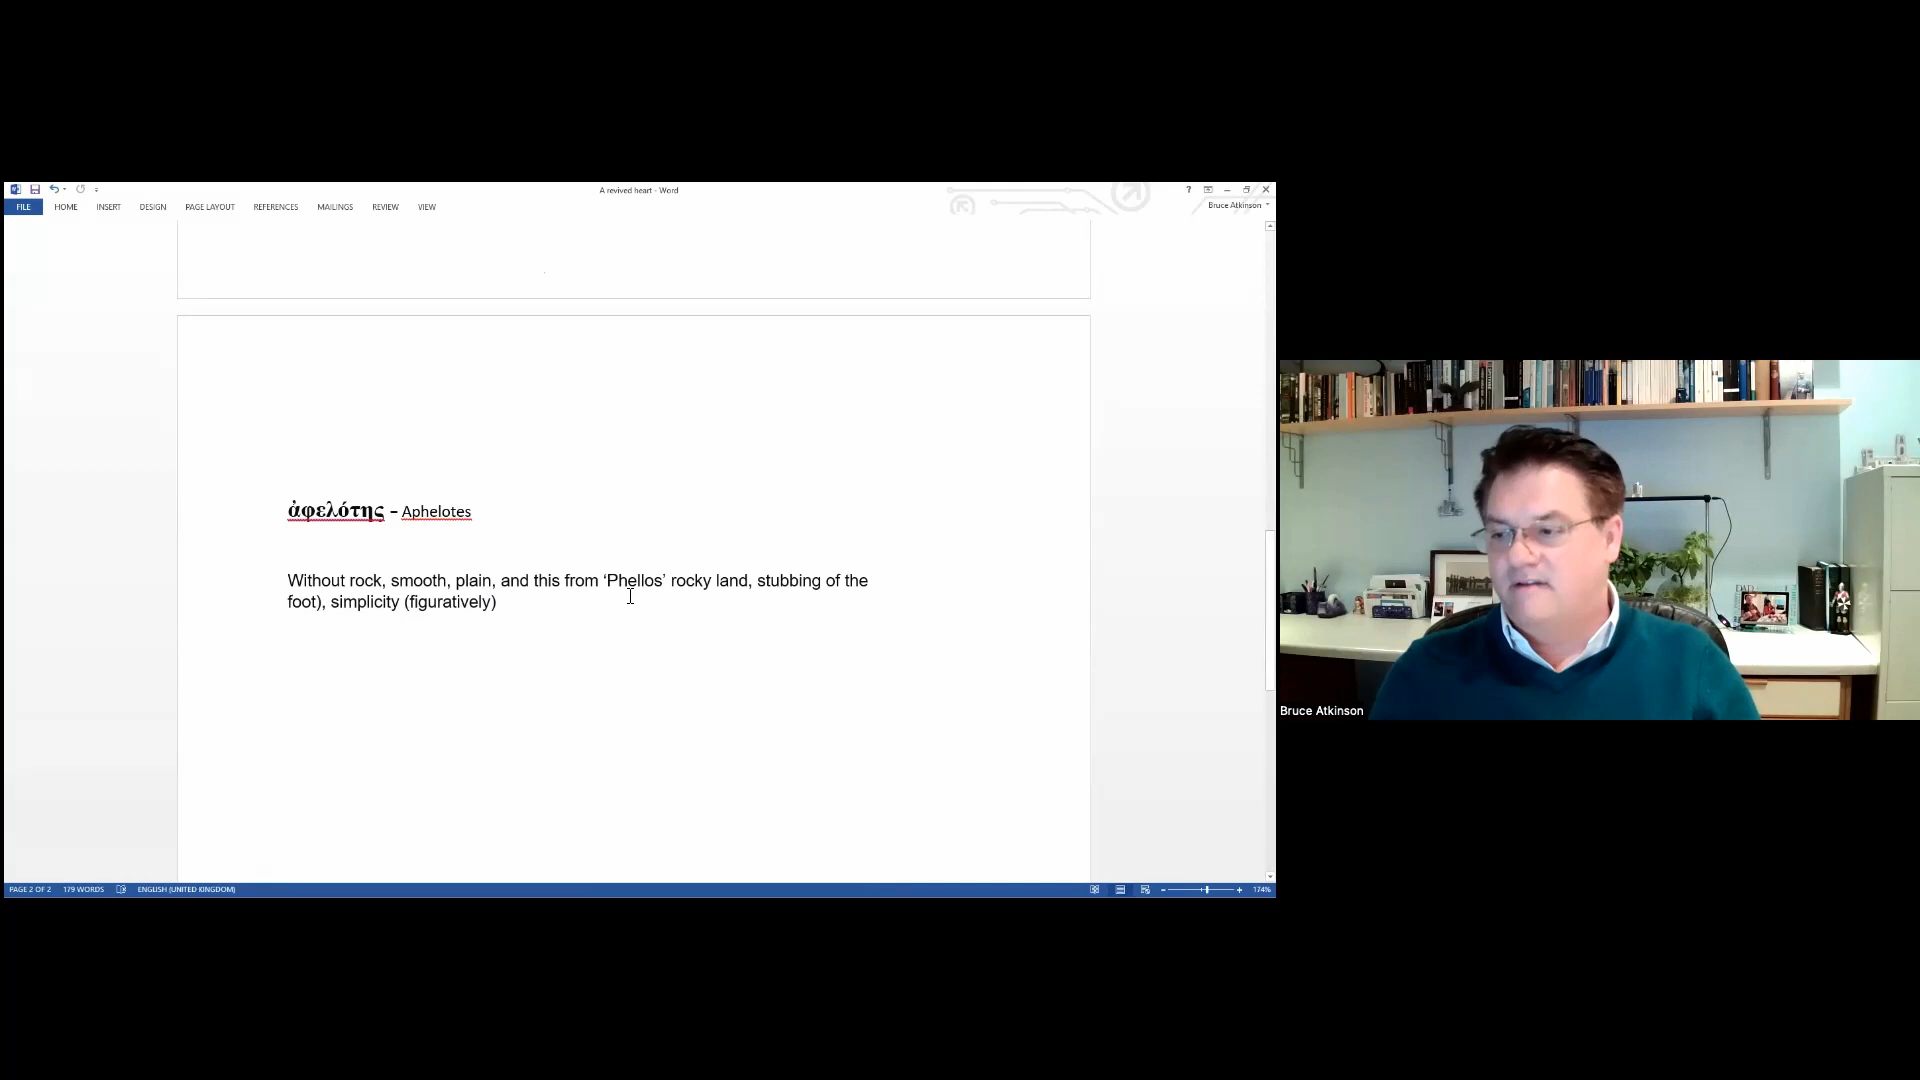 A revived heart - Word
?
Bruce Atkinson
FILE HOME INSERT DESIGN PAGE LAYOUT REFERENCES MAILINGS REVIEW VIEW
ἀφελότης - Aphelotes
Without rock, smooth, plain, and this from ‘Phellos’ rocky land, stubbing of the
foot), simplicity (figuratively)
Bruce Atkinson
PAGE 2 OF 2 179 WORDS ENGLISH (UNITED KINGDOM) 174%